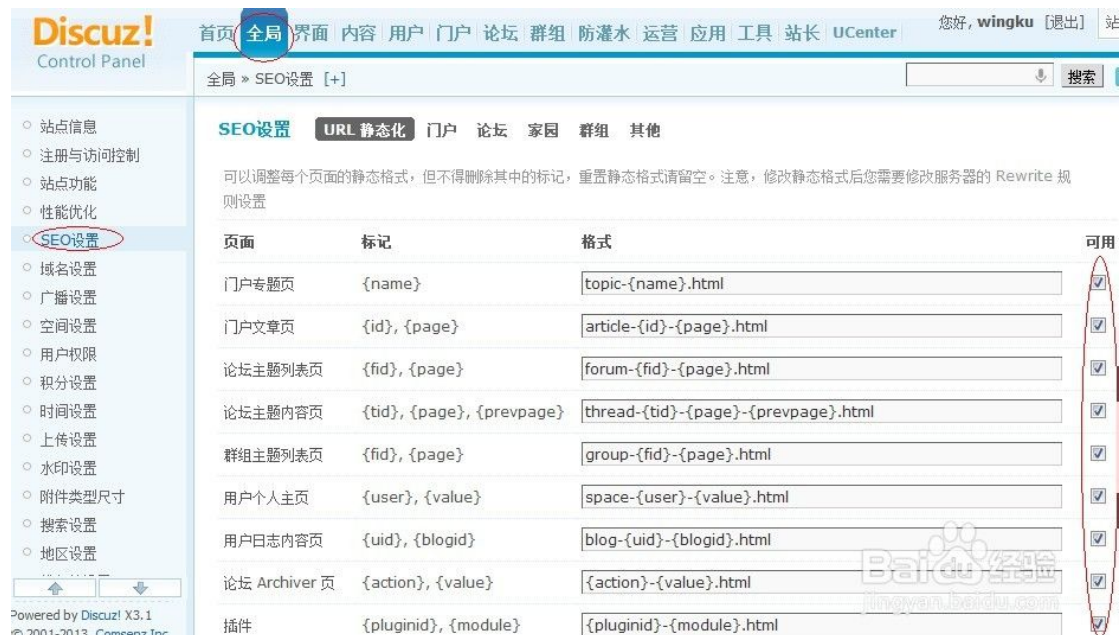 Discuz!
Control Panel
首页 全局 界面 内容 用户 门户 论坛 群组 防灌水 运营 应用 工具 站长 UCenter
您好, wingku [退出] 站
全局 » SEO设置 [+]
搜索
站点信息
注册与访问控制
站点功能
性能优化
SEO设置
域名设置
广播设置
空间设置
用户权限
积分设置
时间设置
上传设置
水印设置
附件类型尺寸
搜索设置
地区设置
Powered by Discuz! X3.1
© 2001-2013, Comsenz Inc.
SEO设置 URL 静态化 门户 论坛 家园 群组 其他
可以调整每个页面的静态格式，但不得删除其中的标记，重置静态格式请留空。注意，修改静态格式后您需要修改服务器的 Rewrite 规
则设置
页面 标记 格式 可用
门户专题页 {name} topic-{name}.html
门户文章页 {id}, {page} article-{id}-{page}.html
论坛主题列表页 {fid}, {page} forum-{fid}-{page}.html
论坛主题内容页 {tid}, {page}, {prevpage} thread-{tid}-{page}-{prevpage}.html
群组主题列表页 {fid}, {page} group-{fid}-{page}.html
用户个人主页 {user}, {value} space-{user}-{value}.html
用户日志内容页 {uid}, {blogid} blog-{uid}-{blogid}.html
论坛 Archiver 页 {action}, {value} {action}-{value}.html
插件 {pluginid}, {module} {pluginid}-{module}.html
Baidu 经验
jingyan.baidu.com